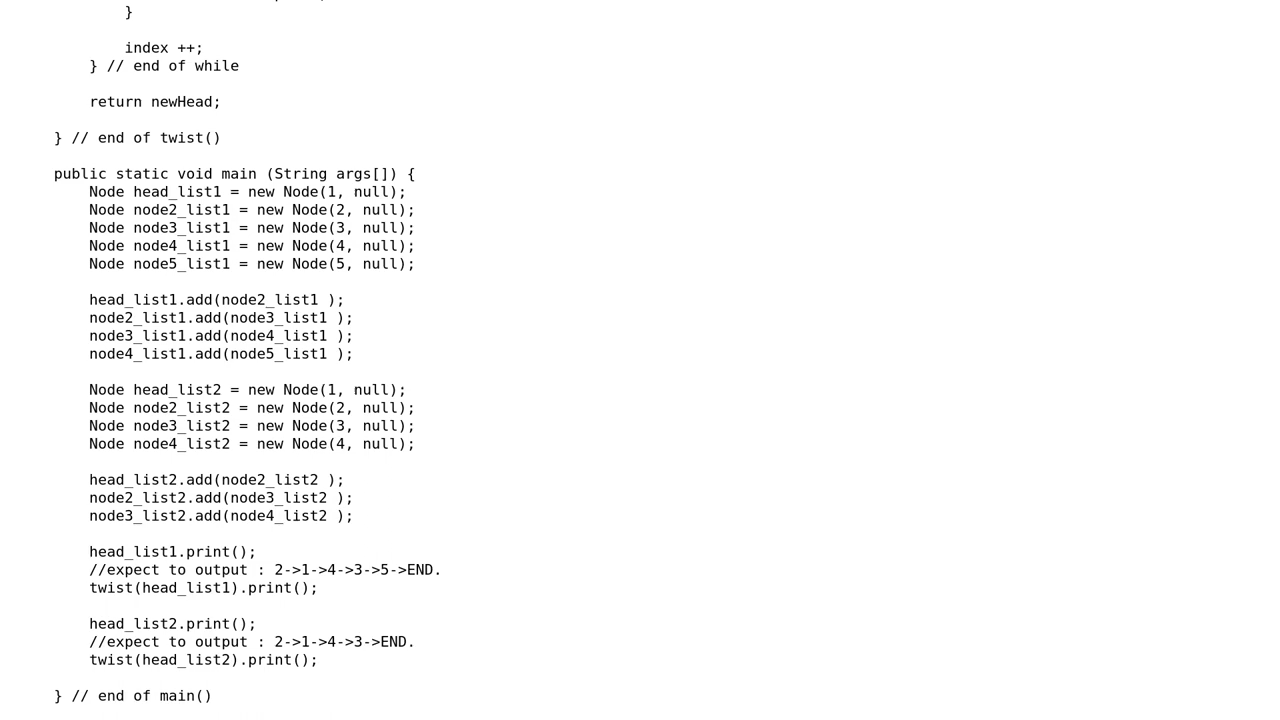 }
index ++;
} // end of while
return newHead;
} // end of twist()
public static void main (String args[]) {
Node head_list1 = new Node(1, null);
Node node2_list1 = new Node(2, null);
Node node3_list1 = new Node(3, null);
Node node4_list1 = new Node(4, null);
Node node5_list1 = new Node(5, null);
head_list1.add(node2_list1 );
node2_list1.add(node3_list1 );
node3_list1.add(node4_list1 );
node4_list1.add(node5_list1 );
Node head_list2 = new Node(1, null);
Node node2_list2 = new Node(2, null);
Node node3_list2 = new Node(3, null);
Node node4_list2 = new Node(4, null);
head_list2.add(node2_list2 );
node2_list2.add(node3_list2 );
node3_list2.add(node4_list2 );
head_list1.print();
//expect to output : 2->1->4->3->5->END.
twist(head_list1).print();
head_list2.print();
//expect to output : 2->1->4->3->END.
twist(head_list2).print();
} // end of main()